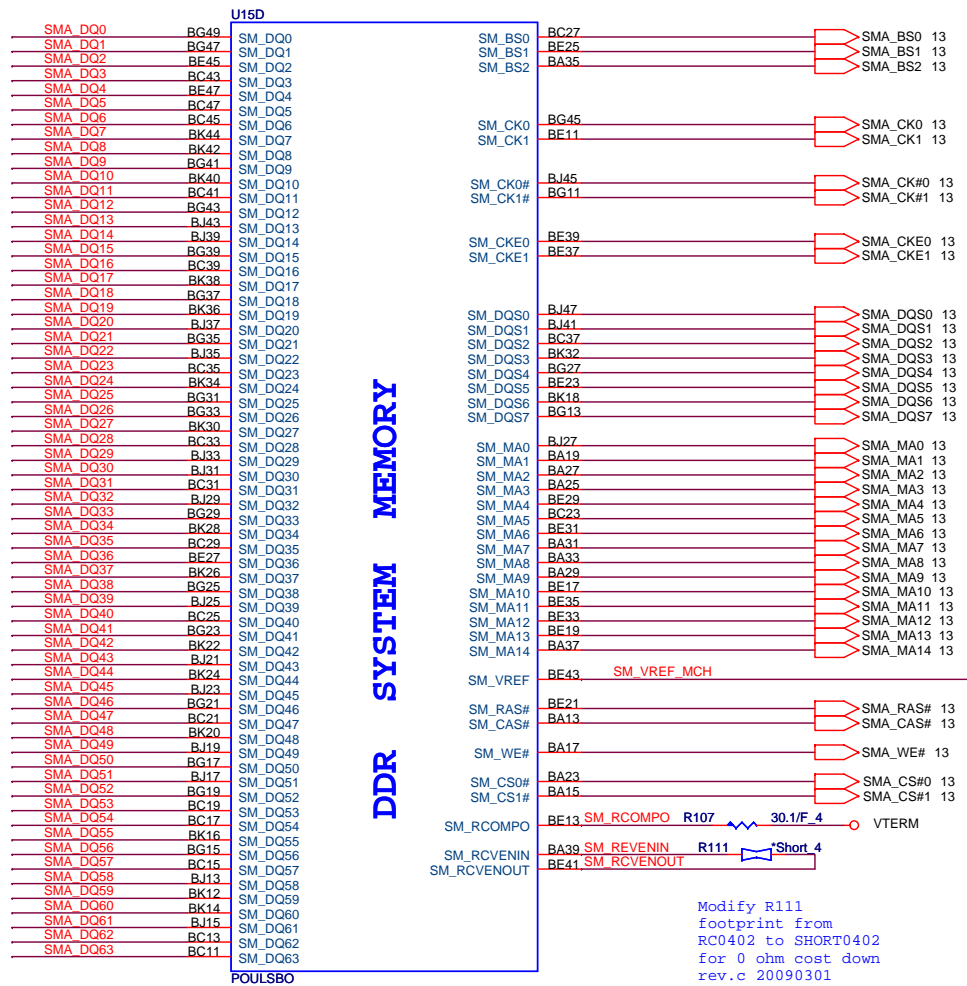 U15D
SMA_DQ0 BG49 SM_DQ0
SMA_DQ1 BG47 SM_DQ1
SMA_DQ2 BE45 SM_DQ2
SMA_DQ3 BC43 SM_DQ3
SMA_DQ4 BE47 SM_DQ4
SMA_DQ5 BC47 SM_DQ5
SMA_DQ6 BC45 SM_DQ6
SMA_DQ7 BK44 SM_DQ7
SMA_DQ8 BK42 SM_DQ8
SMA_DQ9 BG41 SM_DQ9
SMA_DQ10 BK40 SM_DQ10
SMA_DQ11 BC41 SM_DQ11
SMA_DQ12 BG43 SM_DQ12
SMA_DQ13 BJ43 SM_DQ13
SMA_DQ14 BJ39 SM_DQ14
SMA_DQ15 BG39 SM_DQ15
SMA_DQ16 BC39 SM_DQ16
SMA_DQ17 BK38 SM_DQ17
SMA_DQ18 BG37 SM_DQ18
SMA_DQ19 BK36 SM_DQ19
SMA_DQ20 BJ37 SM_DQ20
SMA_DQ21 BG35 SM_DQ21
SMA_DQ22 BJ35 SM_DQ22
SMA_DQ23 BC35 SM_DQ23
SMA_DQ24 BK34 SM_DQ24
SMA_DQ25 BG31 SM_DQ25
SMA_DQ26 BG33 SM_DQ26
SMA_DQ27 BK30 SM_DQ27
SMA_DQ28 BC33 SM_DQ28
SMA_DQ29 BJ33 SM_DQ29
SMA_DQ30 BJ31 SM_DQ30
SMA_DQ31 BC31 SM_DQ31
SMA_DQ32 BJ29 SM_DQ32
SMA_DQ33 BG29 SM_DQ33
SMA_DQ34 BK28 SM_DQ34
SMA_DQ35 BC29 SM_DQ35
SMA_DQ36 BE27 SM_DQ36
SMA_DQ37 BK26 SM_DQ37
SMA_DQ38 BG25 SM_DQ38
SMA_DQ39 BJ25 SM_DQ39
SMA_DQ40 BC25 SM_DQ40
SMA_DQ41 BG23 SM_DQ41
SMA_DQ42 BK22 SM_DQ42
SMA_DQ43 BJ21 SM_DQ43
SMA_DQ44 BK24 SM_DQ44
SMA_DQ45 BJ23 SM_DQ45
SMA_DQ46 BG21 SM_DQ46
SMA_DQ47 BC21 SM_DQ47
SMA_DQ48 BK20 SM_DQ48
SMA_DQ49 BJ19 SM_DQ49
SMA_DQ50 BG17 SM_DQ50
SMA_DQ51 BJ17 SM_DQ51
SMA_DQ52 BG19 SM_DQ52
SMA_DQ53 BC19 SM_DQ53
SMA_DQ54 BC17 SM_DQ54
SMA_DQ55 BK16 SM_DQ55
SMA_DQ56 BG15 SM_DQ56
SMA_DQ57 BC15 SM_DQ57
SMA_DQ58 BJ13 SM_DQ58
SMA_DQ59 BK12 SM_DQ59
SMA_DQ60 BK14 SM_DQ60
SMA_DQ61 BJ15 SM_DQ61
SMA_DQ62 BC13 SM_DQ62
SMA_DQ63 BC11 SM_DQ63
DDR SYSTEM MEMORY
SM_BS0 BC27 SMA_BS0 13
SM_BS1 BE25 SMA_BS1 13
SM_BS2 BA35 SMA_BS2 13
SM_CK0 BG45 SMA_CK0 13
SM_CK1 BE11 SMA_CK1 13
SM_CK0# BJ45 SMA_CK#0 13
SM_CK1# BG11 SMA_CK#1 13
SM_CKE0 BE39 SMA_CKE0 13
SM_CKE1 BE37 SMA_CKE1 13
SM_DQS0 BJ47 SMA_DQS0 13
SM_DQS1 BJ41 SMA_DQS1 13
SM_DQS2 BC37 SMA_DQS2 13
SM_DQS3 BK32 SMA_DQS3 13
SM_DQS4 BG27 SMA_DQS4 13
SM_DQS5 BE23 SMA_DQS5 13
SM_DQS6 BK18 SMA_DQS6 13
SM_DQS7 BG13 SMA_DQS7 13
SM_MA0 BJ27 SMA_MA0 13
SM_MA1 BA19 SMA_MA1 13
SM_MA2 BA27 SMA_MA2 13
SM_MA3 BA25 SMA_MA3 13
SM_MA4 BE29 SMA_MA4 13
SM_MA5 BC23 SMA_MA5 13
SM_MA6 BE31 SMA_MA6 13
SM_MA7 BA31 SMA_MA7 13
SM_MA8 BA33 SMA_MA8 13
SM_MA9 BA29 SMA_MA9 13
SM_MA10 BE17 SMA_MA10 13
SM_MA11 BE35 SMA_MA11 13
SM_MA12 BE33 SMA_MA12 13
SM_MA13 BE19 SMA_MA13 13
SM_MA14 BA37 SMA_MA14 13
SM_VREF BE43 SM_VREF_MCH
SM_RAS# BE21 SMA_RAS# 13
SM_CAS# BA13 SMA_CAS# 13
SM_WE# BA17 SMA_WE# 13
SM_CS0# BA23 SMA_CS#0 13
SM_CS1# BA15 SMA_CS#1 13
SM_RCOMPO BE13 SM_RCOMPO R107 30.1/F_4 VTERM
SM_RCVENIN BA39 SM_REVENIN R111 *Short_4
SM_RCVENOUT BE41 SM_RCVENOUT
POULSBO
Modify R111
footprint from
RC0402 to SHORT0402
for 0 ohm cost down
rev.c 20090301